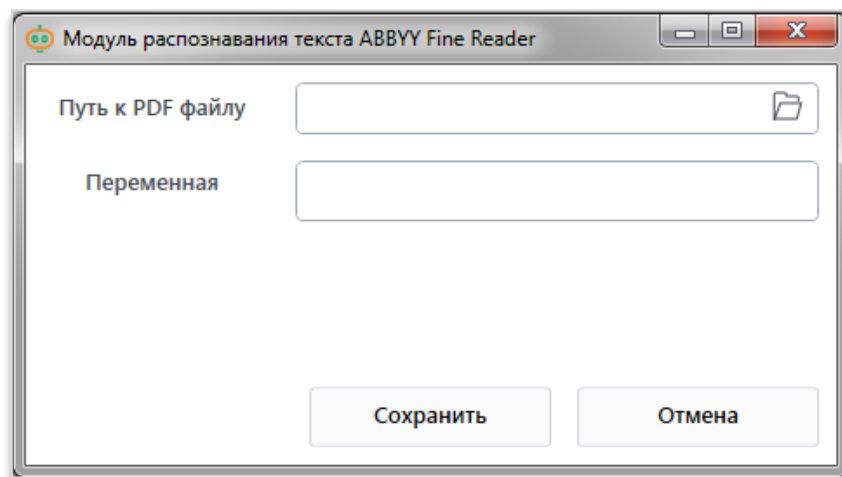 Модуль распознавания текста ABBYY Fine Reader
Путь к PDF файлу
Переменная
Сохранить Отмена